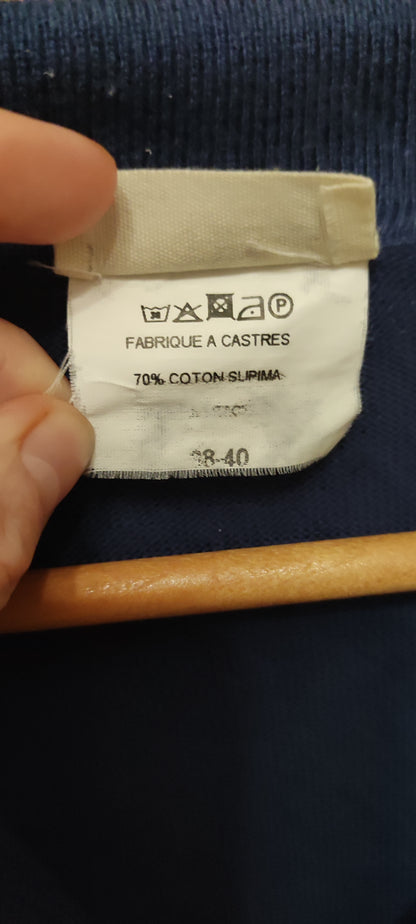 P
FABRIQUE A CASTRES
70% COTON SUPIMA
38-40